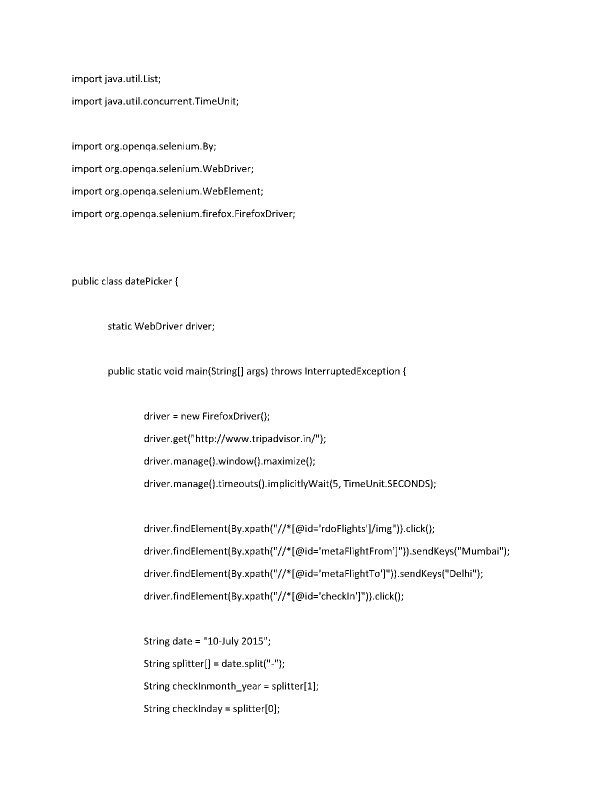 import java.util.List;
import java.util.concurrent.TimeUnit;
import org.openqa.selenium.By;
import org.openqa.selenium.WebDriver;
import org.openqa.selenium.WebElement;
import org.openqa.selenium.firefox.FirefoxDriver;
public class datePicker {
static WebDriver driver;
public static void main(String[] args) throws InterruptedException {
driver = new FirefoxDriver();
driver.get("http://www.tripadvisor.in/");
driver.manage().window().maximize();
driver.manage().timeouts().implicitlyWait(5, TimeUnit.SECONDS);
driver.findElement(By.xpath("//*[@id='rdoFlights']/img")).click();
driver.findElement(By.xpath("//*[@id='metaFlightFrom']")).sendKeys("Mumbai");
driver.findElement(By.xpath("//*[@id='metaFlightTo']")).sendKeys("Delhi");
driver.findElement(By.xpath("//*[@id='checkIn']")).click();
String date = "10-July 2015";
String splitter[] = date.split("-");
String checkInmonth_year = splitter[1];
String checkInday = splitter[0];